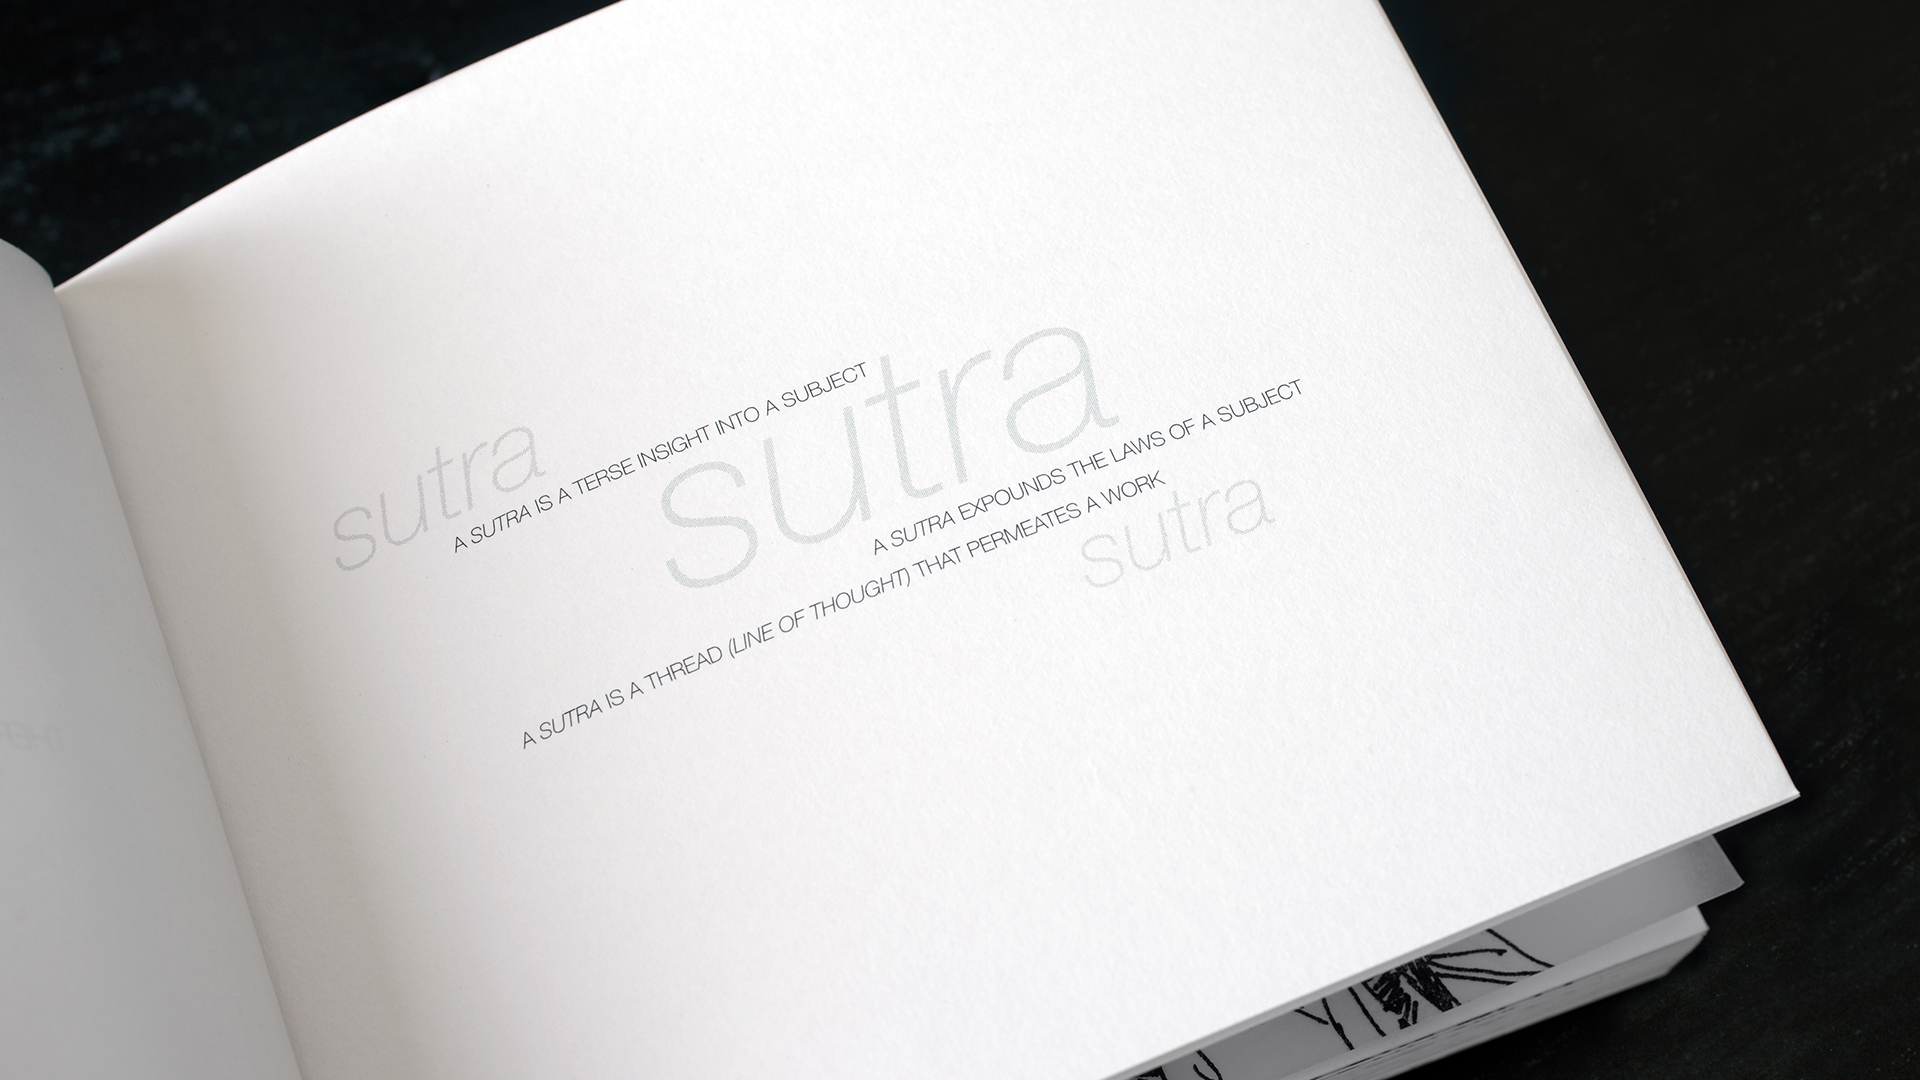 sutra
A SUTRA IS A TERSE INSIGHT INTO A SUBJECT
sutra
A SUTRA EXPOUNDS THE LAWS OF A SUBJECT
A SUTRA IS A THREAD (LINE OF THOUGHT) THAT PERMEATES A WORK
sutra